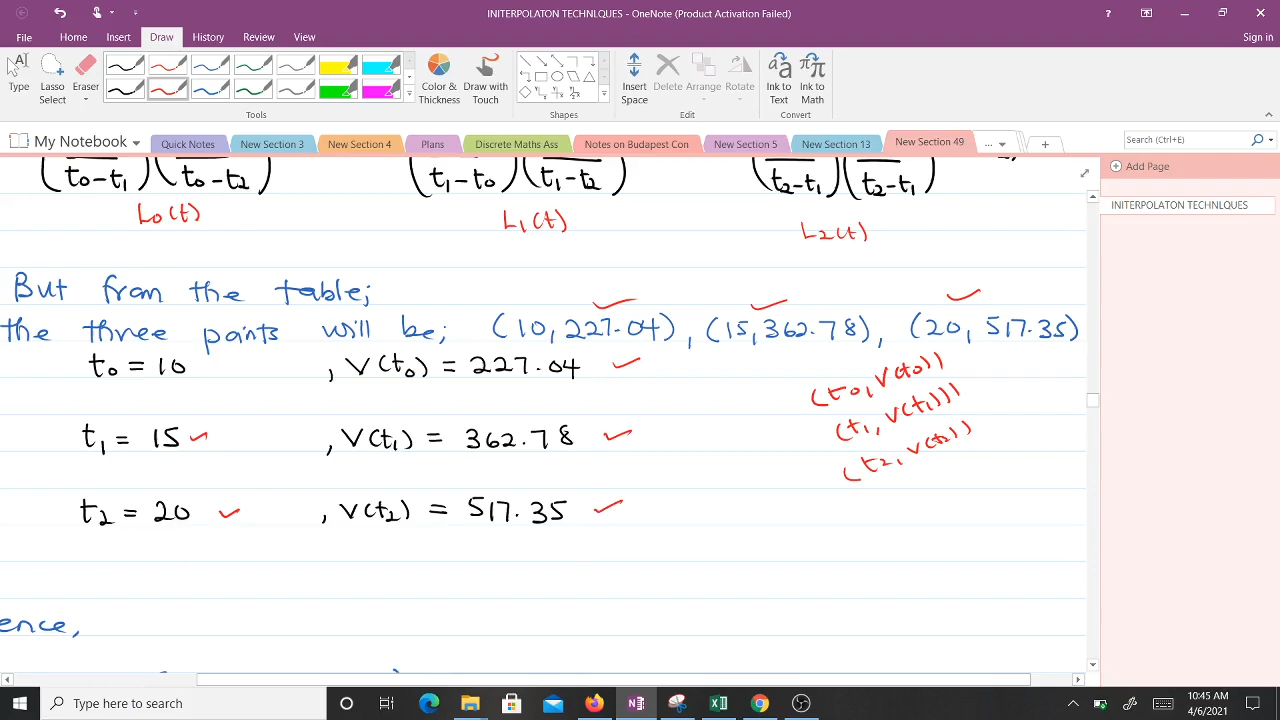 INITERPOLATON TECHNLQUES - OneNote (Product Activation Failed)
Sign in
File Home Insert Draw History Review View
Type
Lasso Select
Eraser
Color & Thickness
Draw with Touch
Insert Space
Delete
Arrange
Rotate
Ink to Text
Ink to Math
Tools Shapes Edit Convert
My Notebook
Quick Notes
New Section 3
New Section 4
Plans
Discrete Maths Ass
Notes on Budapest Con
New Section 5
New Section 13
New Section 49
...
Search (Ctrl+E)
Add Page
INITERPOLATON TECHNLQUES
(t0-t1) (t0-t2) (t1-t0) (t1-t2) (t2-t1) (t2-t1)
L0(t) L1(t) L2(t)
But from the table;
the three points will be; (10,227.04), (15,362.78), (20, 517.35)
t0 = 10 , V(t0) = 227.04
(t0, V(t0))
(t1, V(t1)))
(t2, V(t2))
t1 = 15 , V(t1) = 362.78
t2 = 20 , V(t2) = 517.35
ence,
Type here to search
10:45 AM
4/6/2021